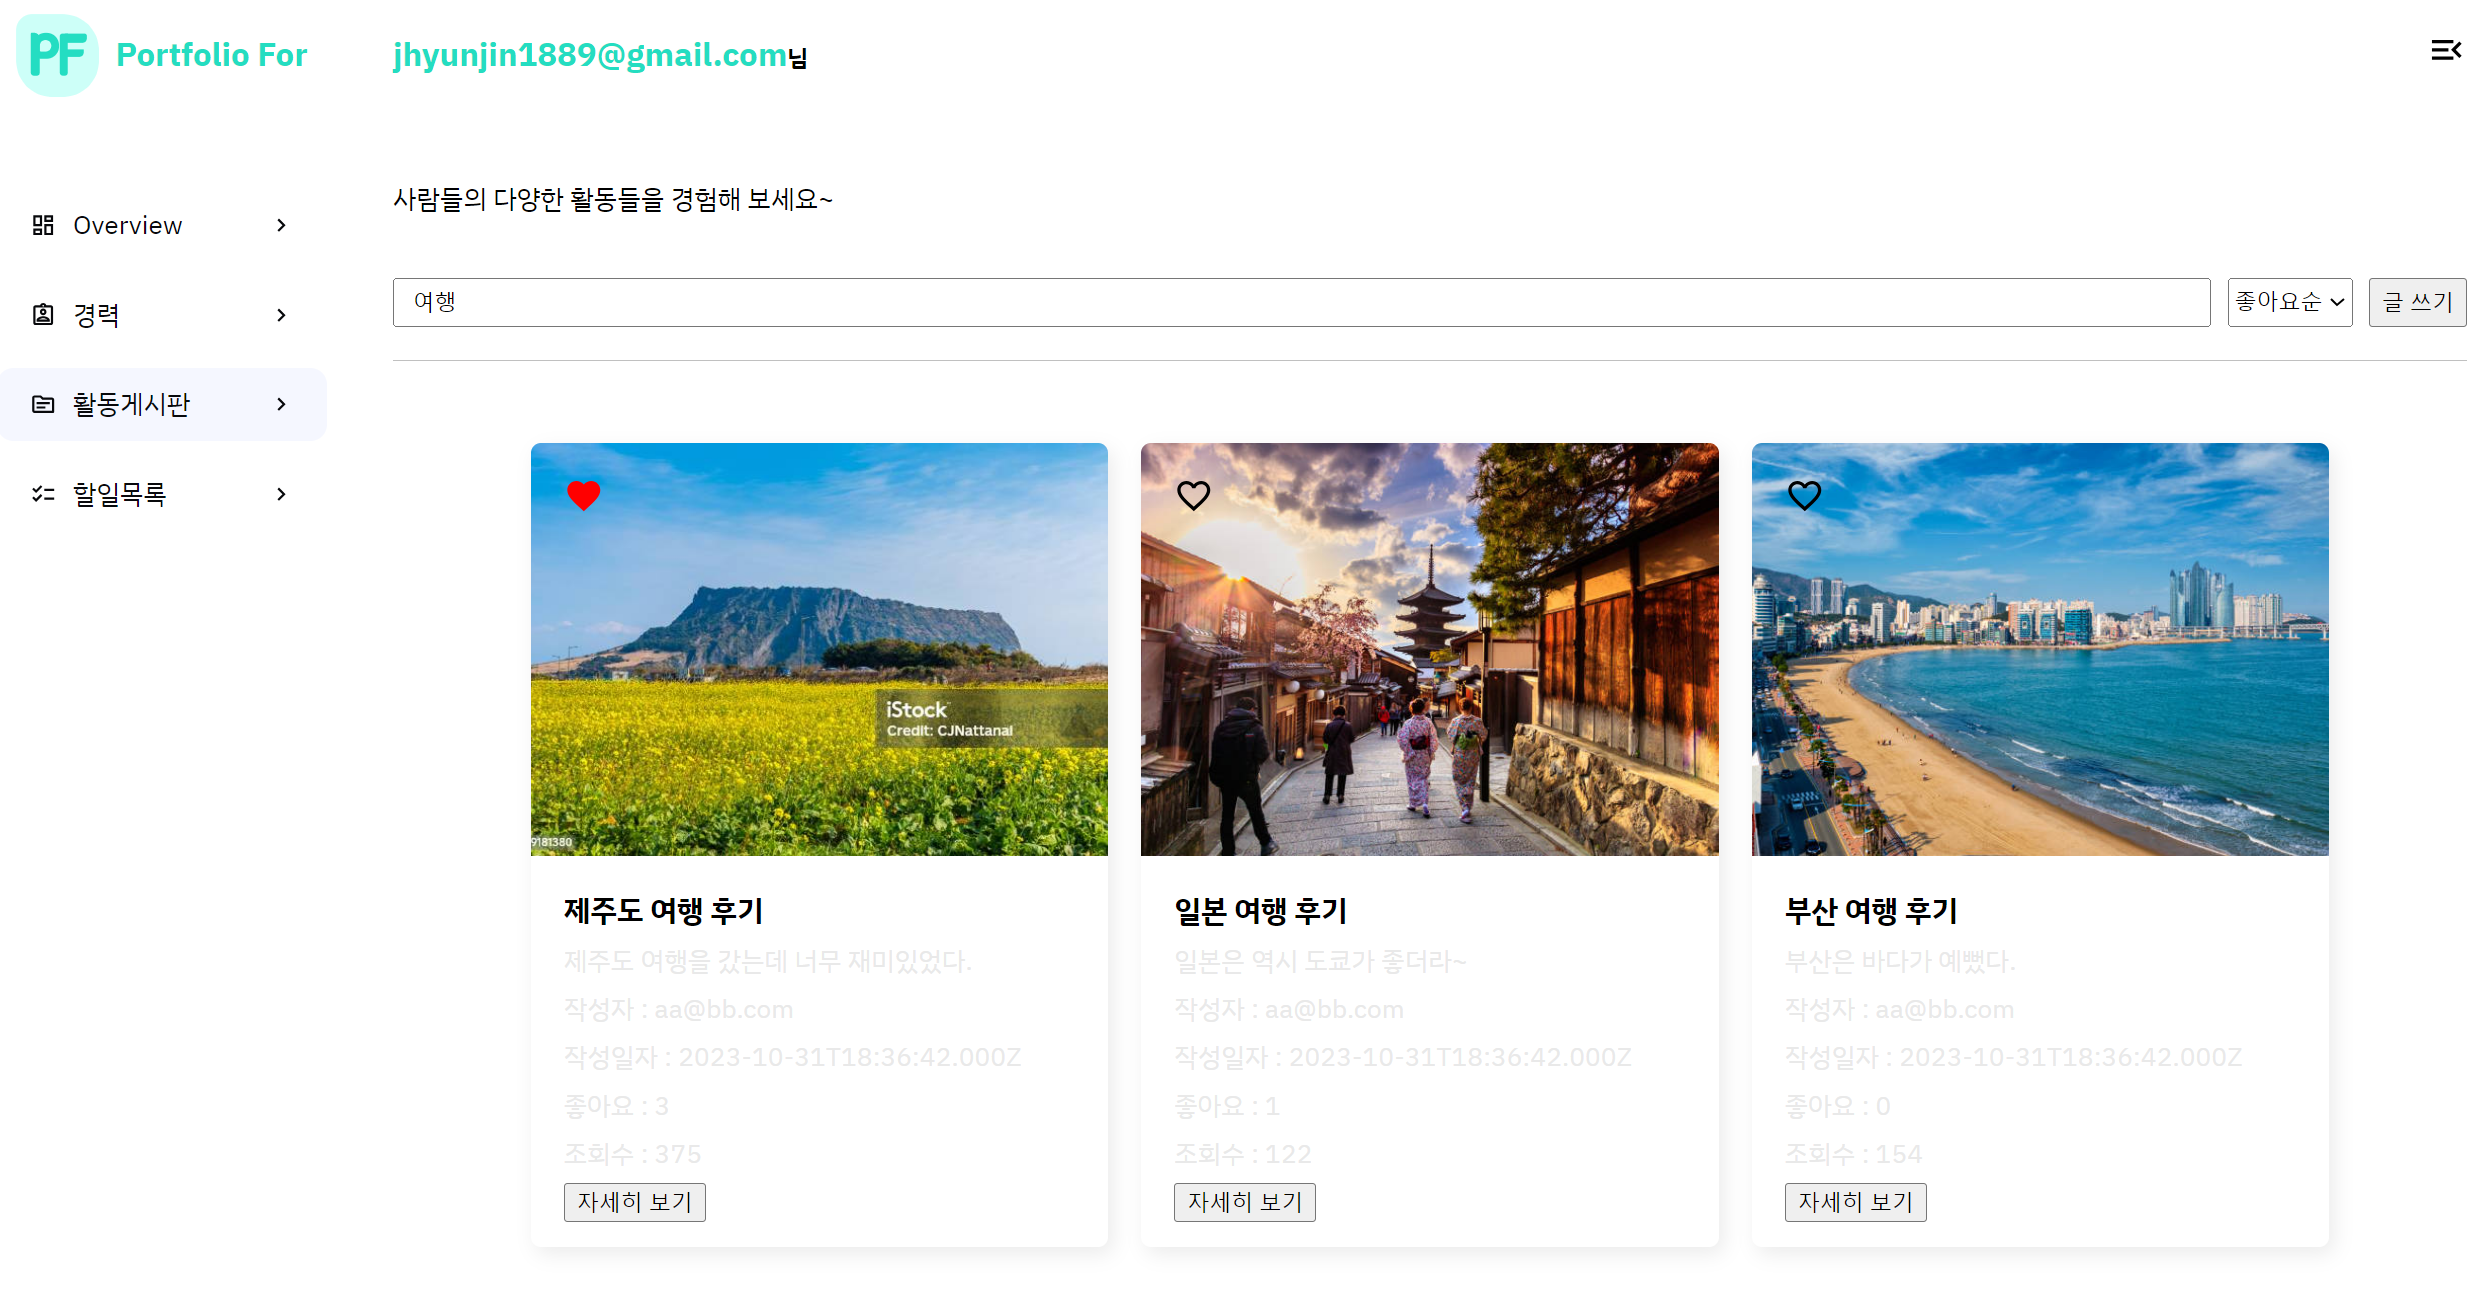 PF Portfolio For
jhyunjin1889@gmail.com님
Overview
경력
활동게시판
할일목록
사람들의 다양한 활동들을 경험해 보세요~
여행 좋아요순 글 쓰기
iStock
Credit: CJNattanai
9181380
제주도 여행 후기
제주도 여행을 갔는데 너무 재미있었다.
작성자 : aa@bb.com
작성일자 : 2023-10-31T18:36:42.000Z
좋아요 : 3
조회수 : 375
자세히 보기
일본 여행 후기
일본은 역시 도쿄가 좋더라~
작성자 : aa@bb.com
작성일자 : 2023-10-31T18:36:42.000Z
좋아요 : 1
조회수 : 122
자세히 보기
부산 여행 후기
부산은 바다가 예뻤다.
작성자 : aa@bb.com
작성일자 : 2023-10-31T18:36:42.000Z
좋아요 : 0
조회수 : 154
자세히 보기